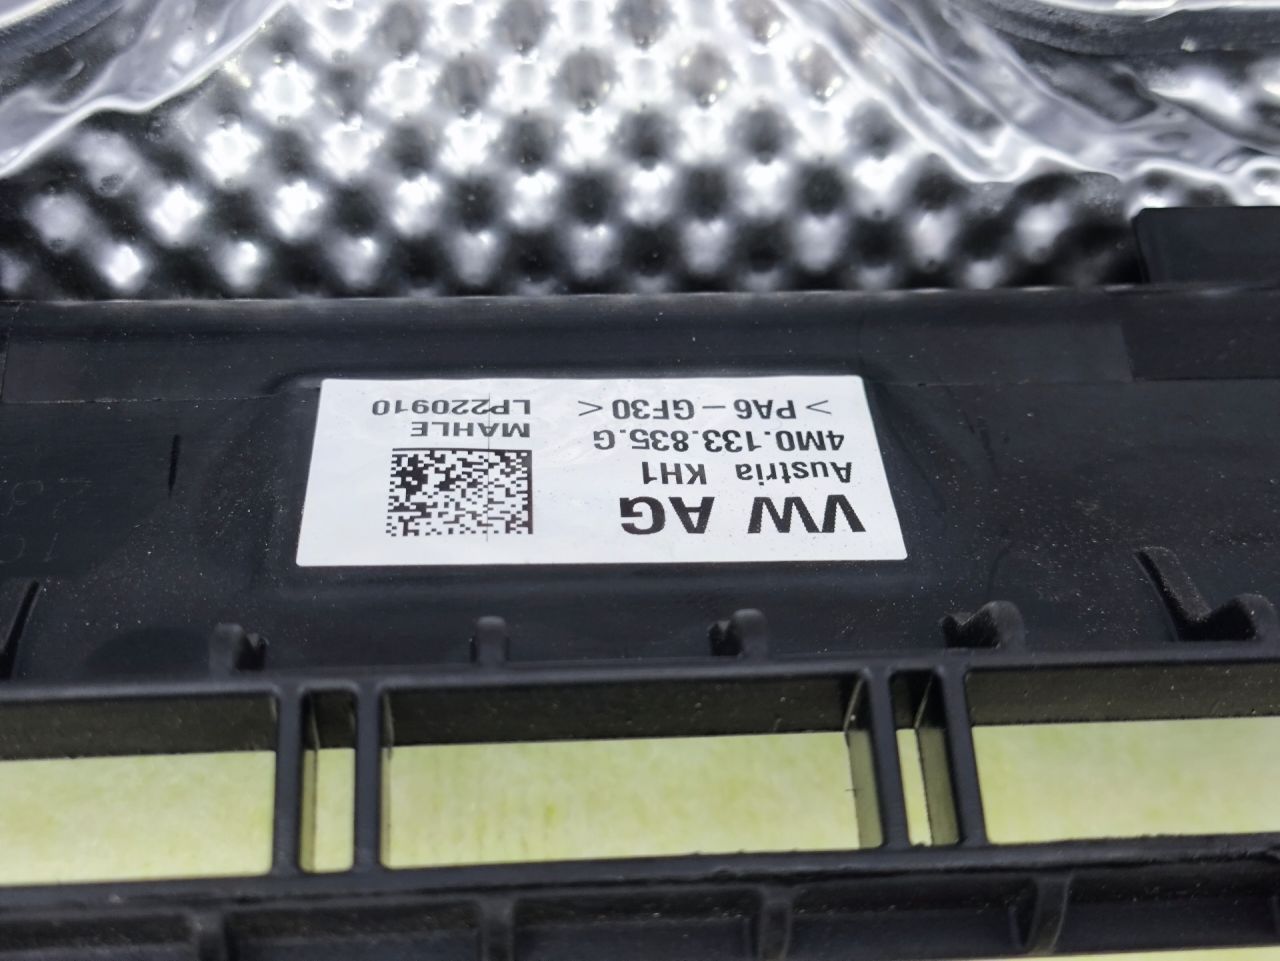 VW AG
Austria KH1
4M0.133.835.G
> PA6-GF30 <
MAHLE
LP220910